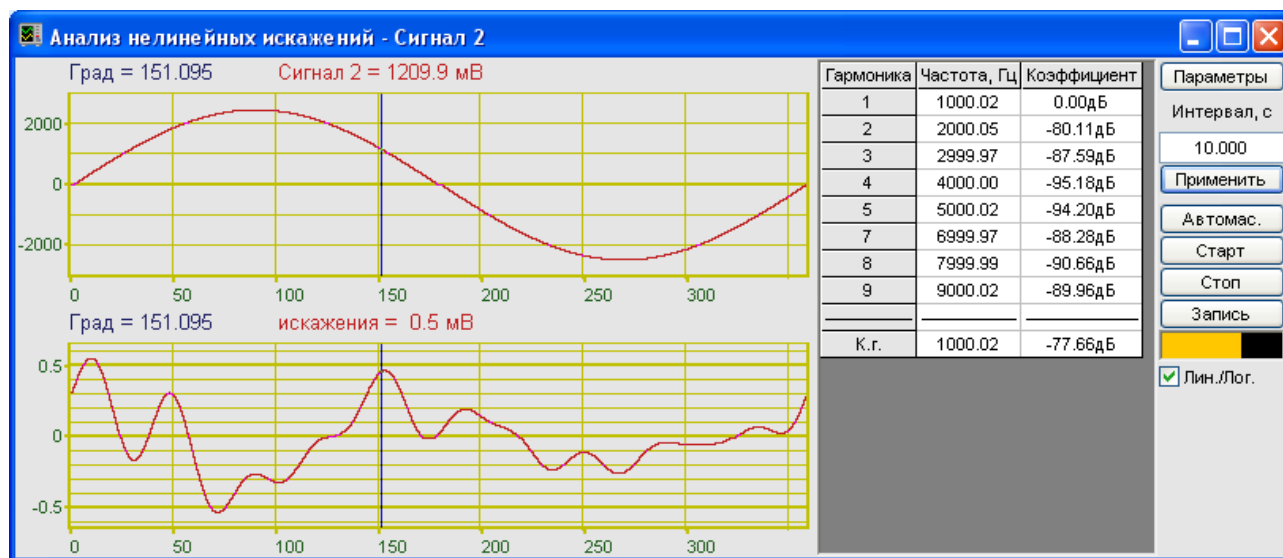 Анализ нелинейных искажений - Сигнал 2
Град = 151.095 Сигнал 2 = 1209.9 мВ
2000
0
-2000
0 50 100 150 200 250 300
Град = 151.095 искажения = 0.5 мВ
0.5
0
-0.5
0 50 100 150 200 250 300
Гармоника Частота, Гц Коэффициент
1 1000.02 0.00дБ
2 2000.05 -80.11дБ
3 2999.97 -87.59дБ
4 4000.00 -95.18дБ
5 5000.02 -94.20дБ
7 6999.97 -88.28дБ
8 7999.99 -90.66дБ
9 9000.02 -89.96дБ
К.г. 1000.02 -77.66дБ
Параметры
Интервал, с
10.000
Применить
Автомас.
Старт
Стоп
Запись
Лин./Лог.